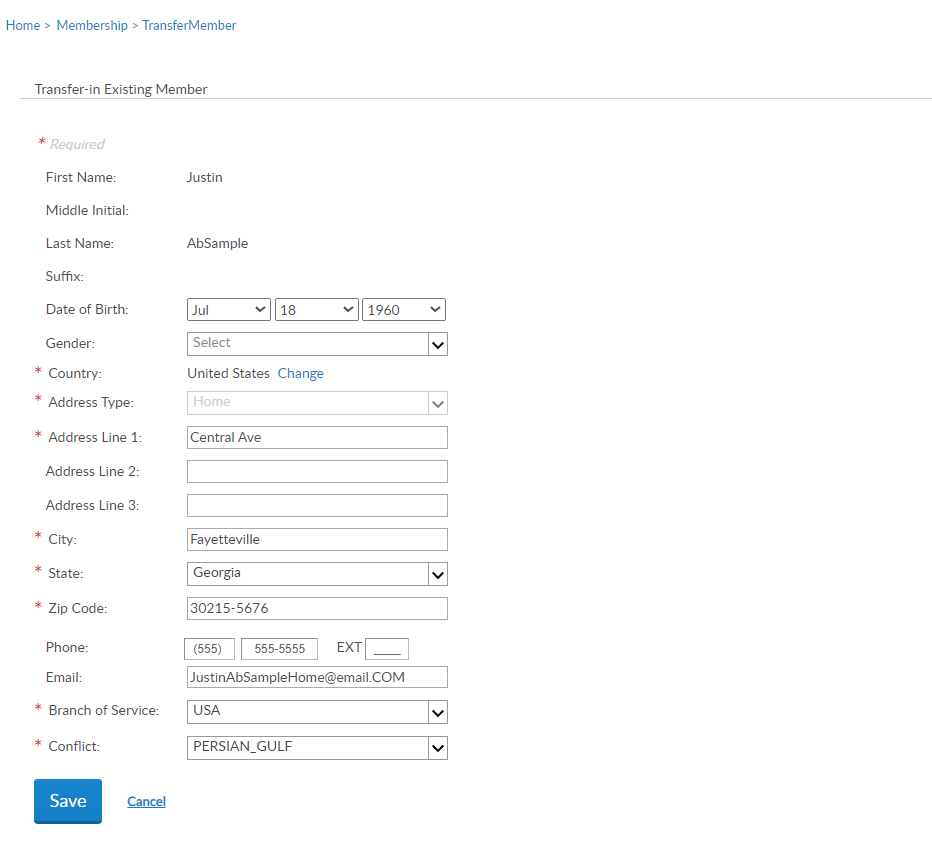 Home > Membership > TransferMember
Transfer-in Existing Member
* Required
First Name: Justin
Middle Initial:
Last Name: AbSample
Suffix:
Date of Birth: Jul 18 1960
Gender: Select
* Country: United States Change
* Address Type: Home
* Address Line 1: Central Ave
Address Line 2:
Address Line 3:
* City: Fayetteville
* State: Georgia
* Zip Code: 30215-5676
Phone: (555) 555-5555 EXT _____
Email: JustinAbSampleHome@email.COM
* Branch of Service: USA
* Conflict: PERSIAN_GULF
Save Cancel